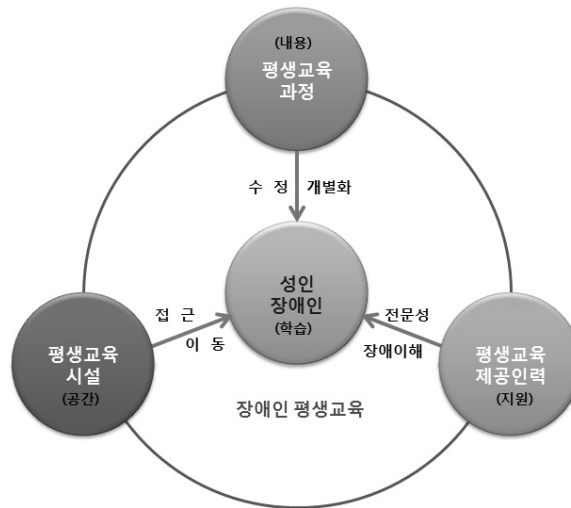 (내용)
평생교육
과정
수 정 개별화
성인
장애인
(학습)
접 근
이 동
전문성
장애이해
평생교육
시설
(공간)
평생교육
제공인력
(지원)
장애인 평생교육